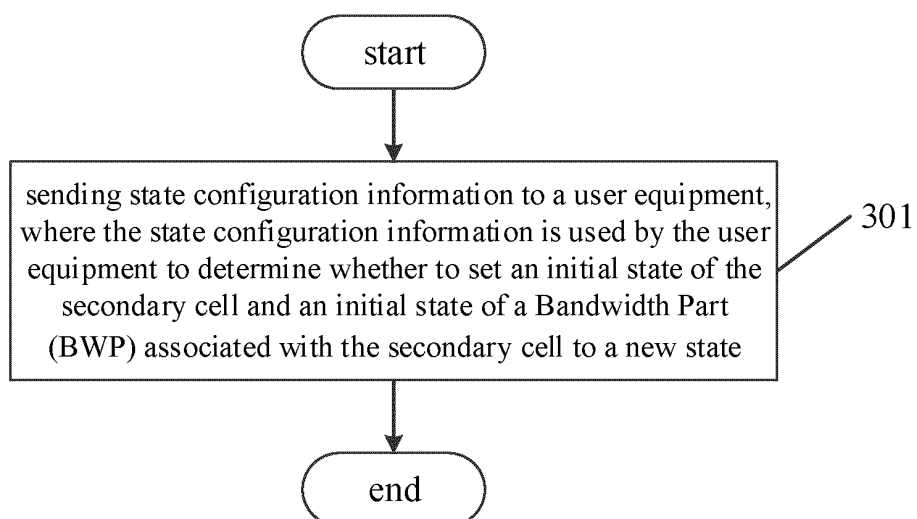 start
sending state configuration information to a user equipment,
where the state configuration information is used by the user
equipment to determine whether to set an initial state of the
secondary cell and an initial state of a Bandwidth Part
(BWP) associated with the secondary cell to a new state
301
end